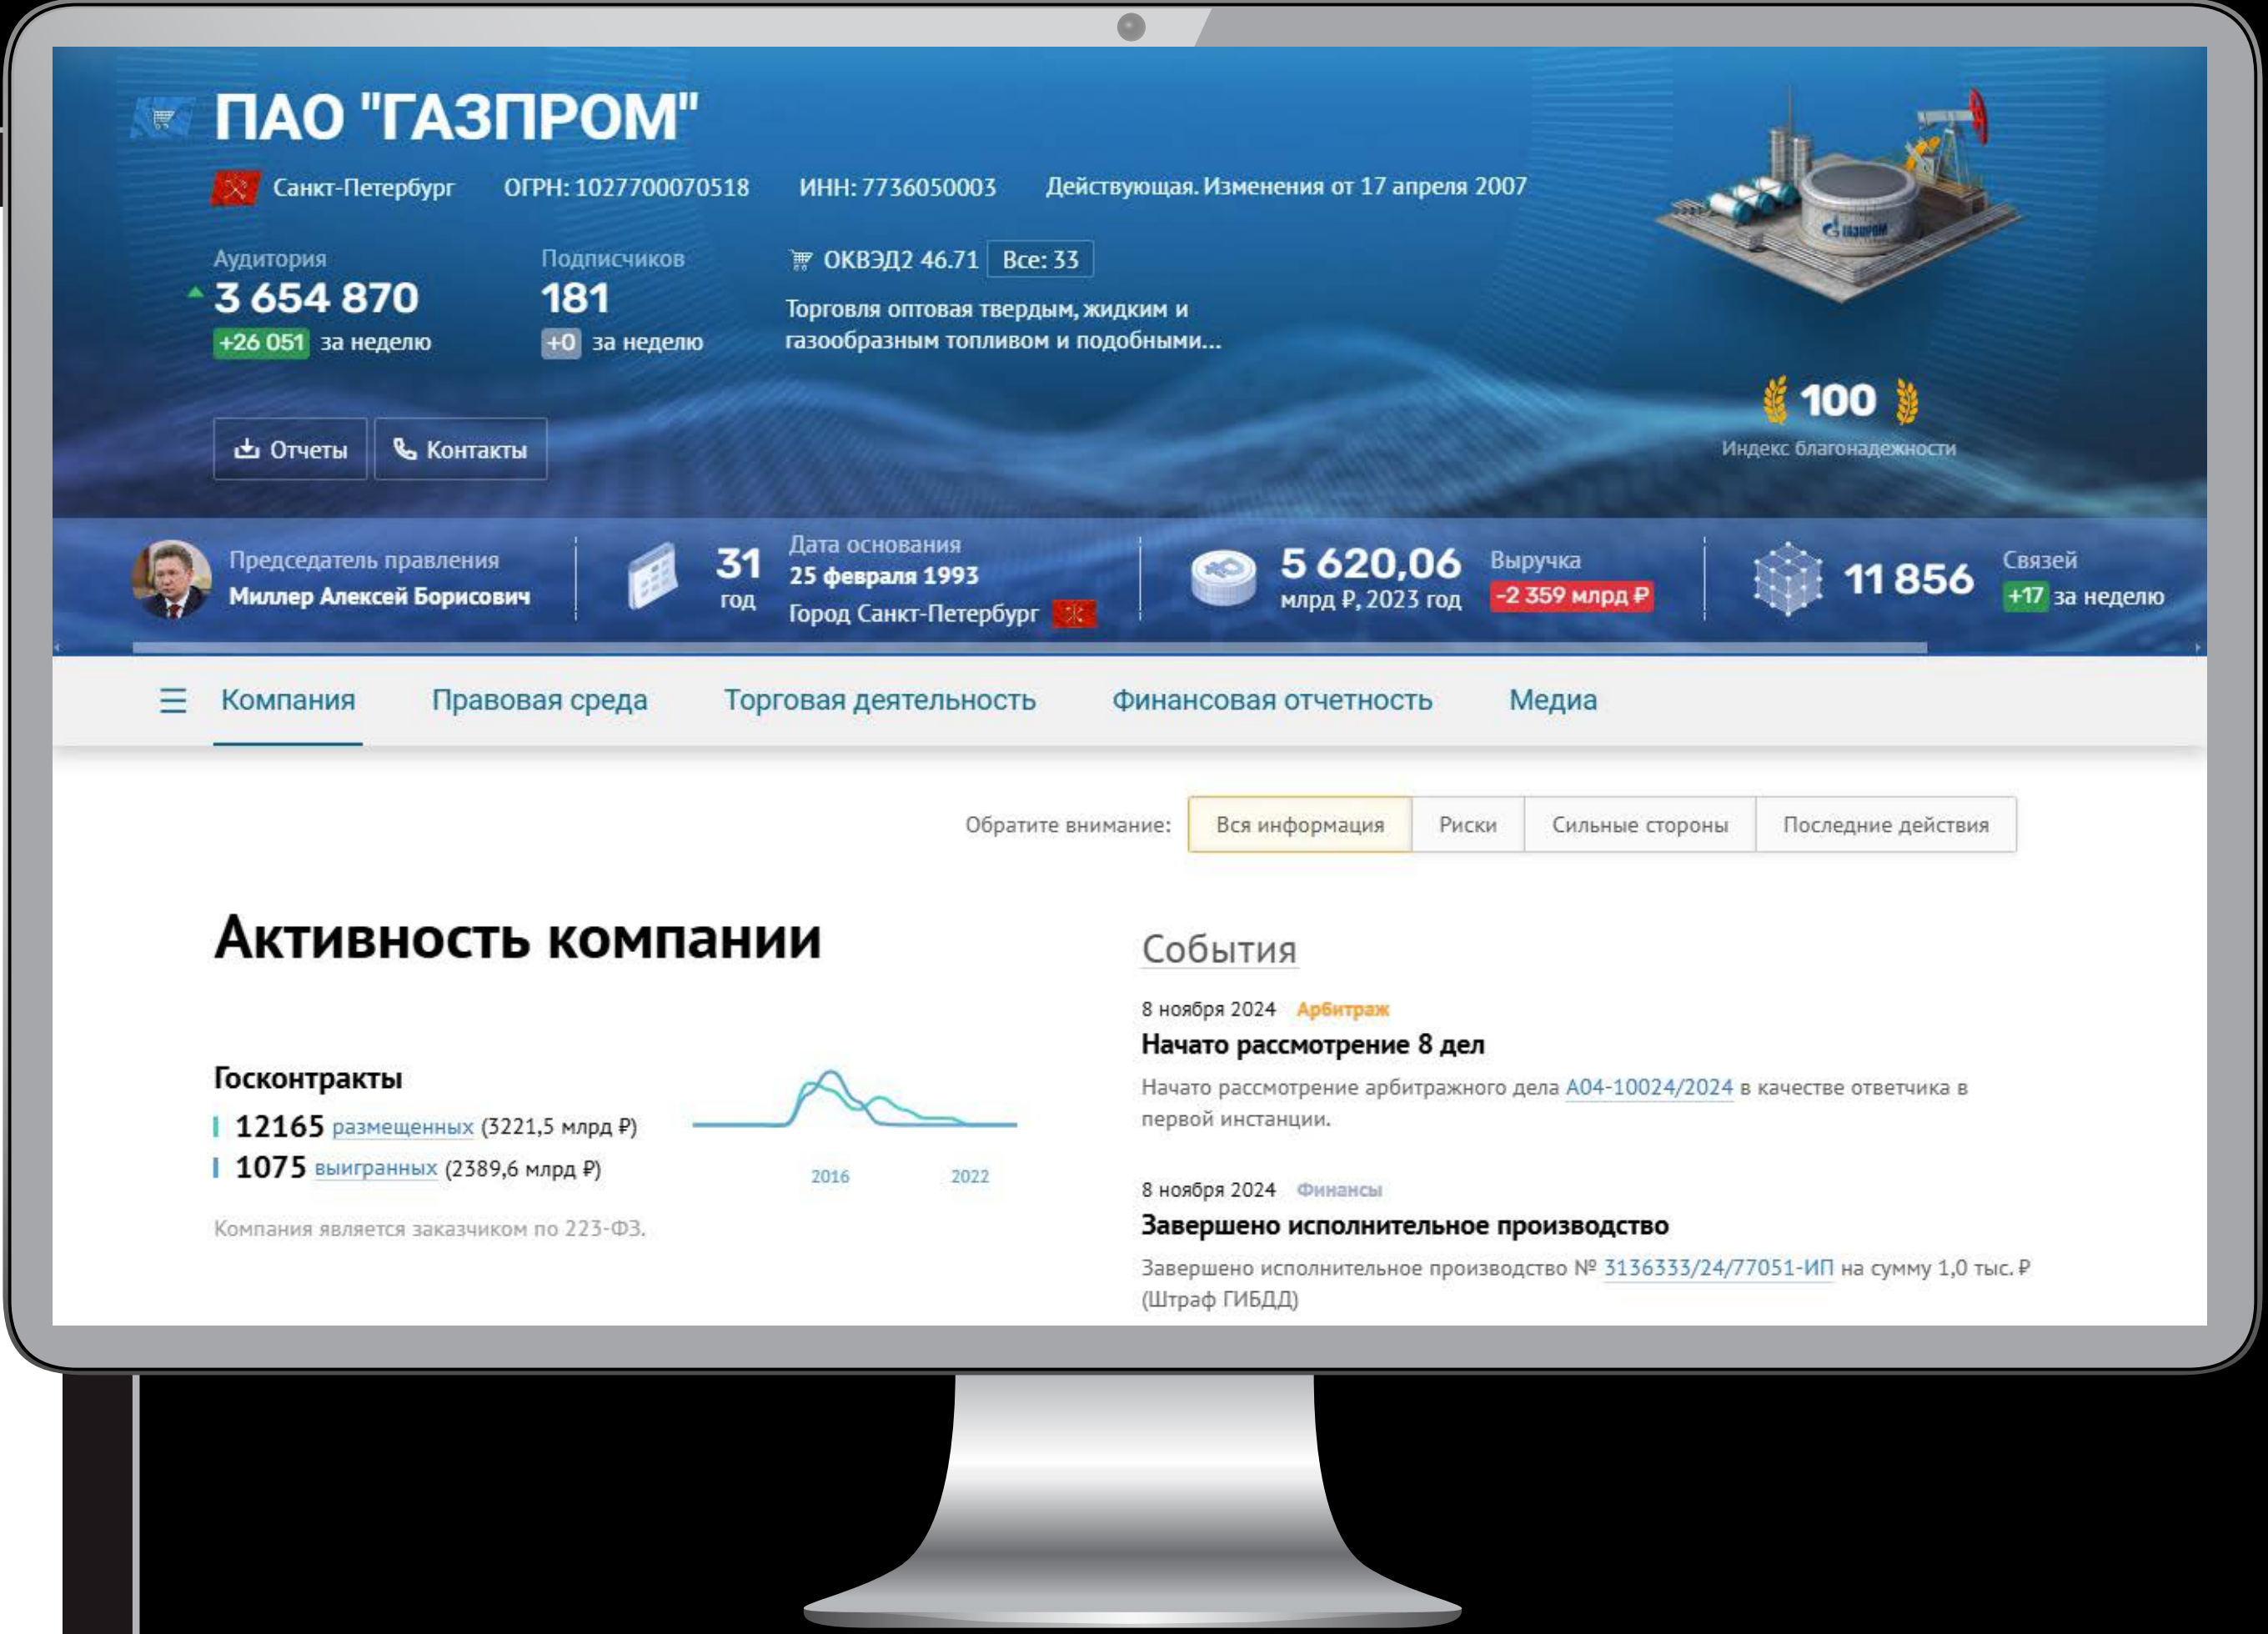 ПАО "ГАЗПРОМ"
Санкт-Петербург ОГРН: 1027700070518 ИНН: 7736050003 Действующая. Изменения от 17 апреля 2007
Аудитория
3 654 870
+26 051 за неделю
Подписчиков
181
+0 за неделю
ОКВЭД2 46.71 Все: 33
Торговля оптовая твердым, жидким и
газообразным топливом и подобными...
ГАЗПРОМ
100
Индекс благонадежности
Отчеты Контакты
Председатель правления
Миллер Алексей Борисович
31
год
Дата основания
25 февраля 1993
Город Санкт-Петербург
5 620,06
млрд ₽, 2023 год
Выручка
-2 359 млрд ₽
11 856
Связей
+17 за неделю
Компания Правовая среда Торговая деятельность Финансовая отчетность Медиа
Обратите внимание: Вся информация Риски Сильные стороны Последние действия
Активность компании
Госконтракты
12165 размещенных (3221,5 млрд ₽)
1075 выигранных (2389,6 млрд ₽)
2016 2022
Компания является заказчиком по 223-ФЗ.
События
8 ноября 2024 Арбитраж
Начато рассмотрение 8 дел
Начато рассмотрение арбитражного дела А04-10024/2024 в качестве ответчика в
первой инстанции.
8 ноября 2024 Финансы
Завершено исполнительное производство
Завершено исполнительное производство № 3136333/24/77051-ИП на сумму 1,0 тыс. ₽
(Штраф ГИБДД)